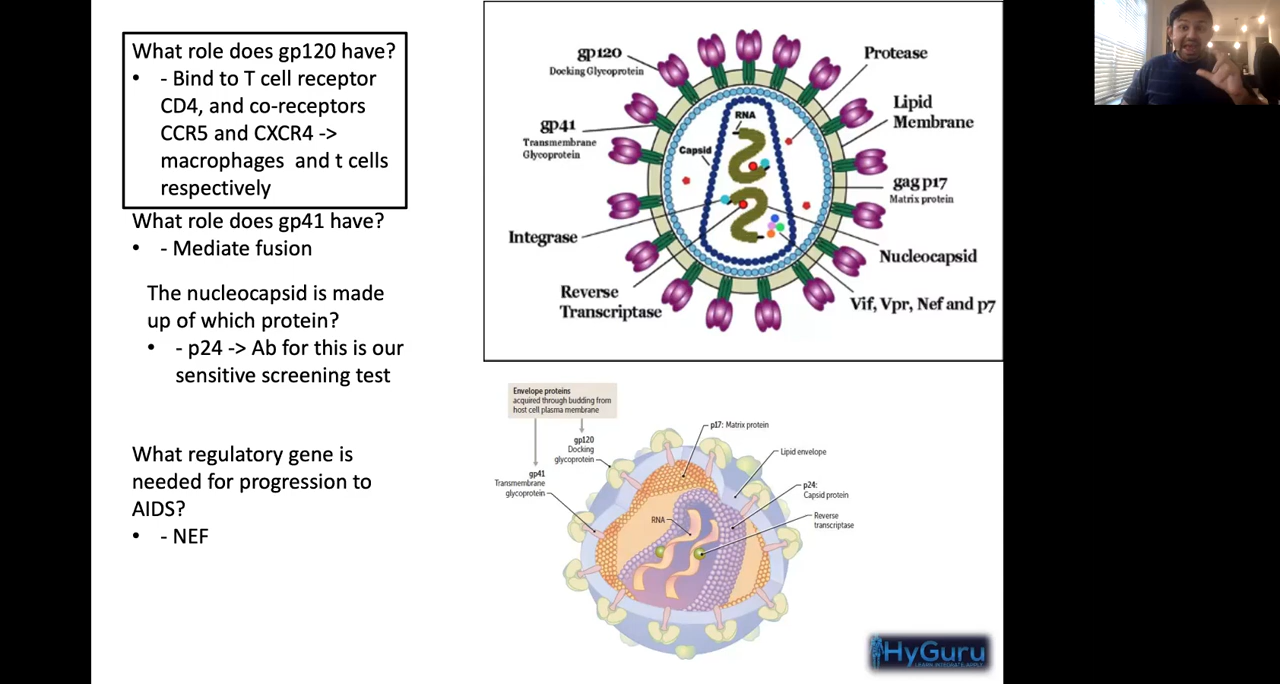 What role does gp120 have?
• - Bind to T cell receptor
CD4, and co-receptors
CCR5 and CXCR4 ->
macrophages and t cells
respectively
What role does gp41 have?
• - Mediate fusion
The nucleocapsid is made
up of which protein?
• - p24 -> Ab for this is our
sensitive screening test
What regulatory gene is
needed for progression to
AIDS?
• - NEF
gp120
Docking Glycoprotein
Protease
Lipid
Membrane
gp41
Transmembrane
Glycoprotein
RNA
Capsid
gag p17
Matrix protein
Integrase
Nucleocapsid
Reverse
Transcriptase
Vif, Vpr, Nef and p7
Envelope proteins
acquired through budding from
host cell plasma membrane
gp120
Docking
glycoprotein
gp41
Transmembrane
glycoprotein
p17: Matrix protein
Lipid envelope
p24:
Capsid protein
RNA
Reverse
transcriptase
HyGuru
LEARN. INTEGRATE. APPLY.